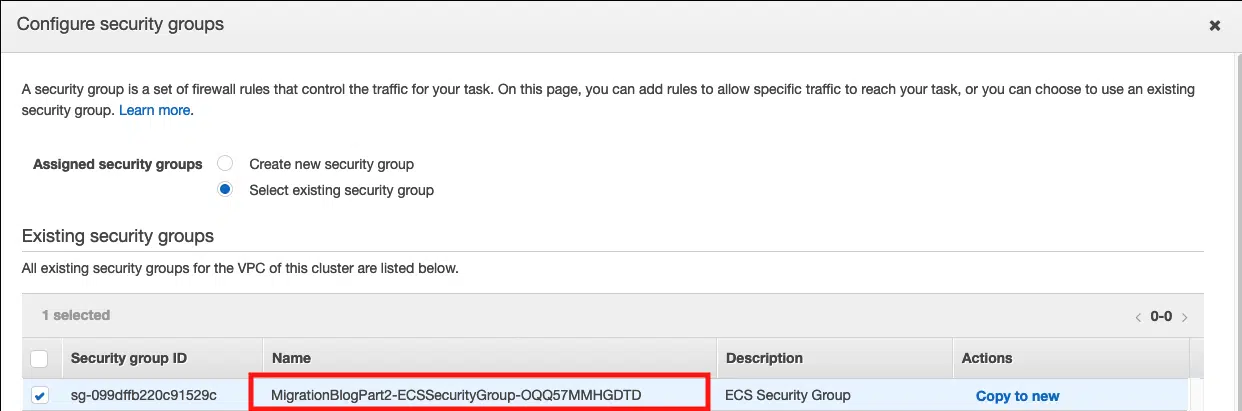 Configure security groups
A security group is a set of firewall rules that control the traffic for your task. On this page, you can add rules to allow specific traffic to reach your task, or you can choose to use an existing
security group. Learn more.
Assigned security groups
Create new security group
Select existing security group
Existing security groups
All existing security groups for the VPC of this cluster are listed below.
1 selected 0-0
Security group ID Name Description Actions
sg-099dffb220c91529c MigrationBlogPart2-ECSSecurityGroup-OQQ57MMHGDTD ECS Security Group Copy to new